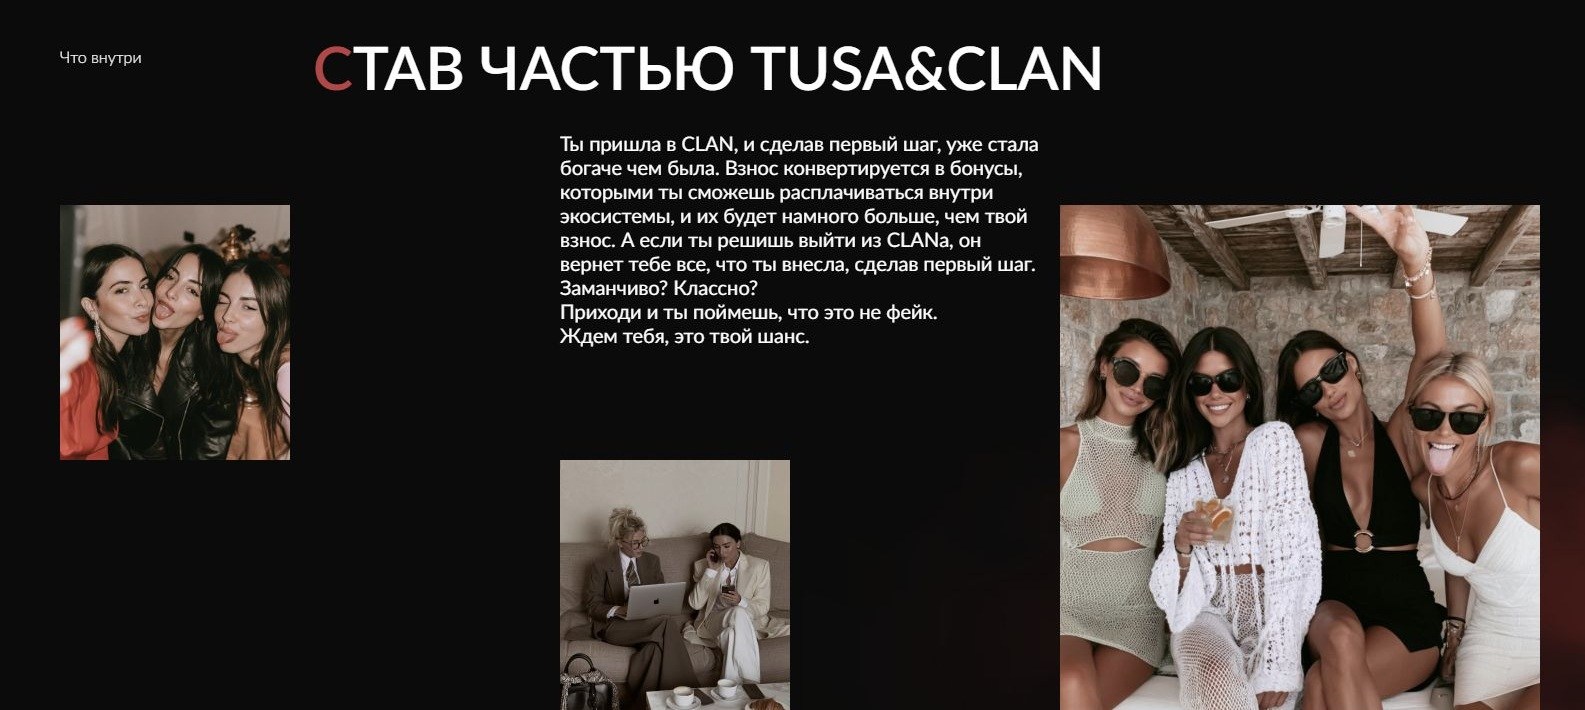 Что внутри
СТАВ ЧАСТЬЮ TUSA&CLAN
Ты пришла в CLAN, и сделав первый шаг, уже стала
богаче чем была. Взнос конвертируется в бонусы,
которыми ты сможешь расплачиваться внутри
экосистемы, и их будет намного больше, чем твой
взнос. А если ты решишь выйти из CLANа, он
вернет тебе все, что ты внесла, сделав первый шаг.
Заманчиво? Классно?
Приходи и ты поймешь, что это не фейк.
Ждем тебя, это твой шанс.